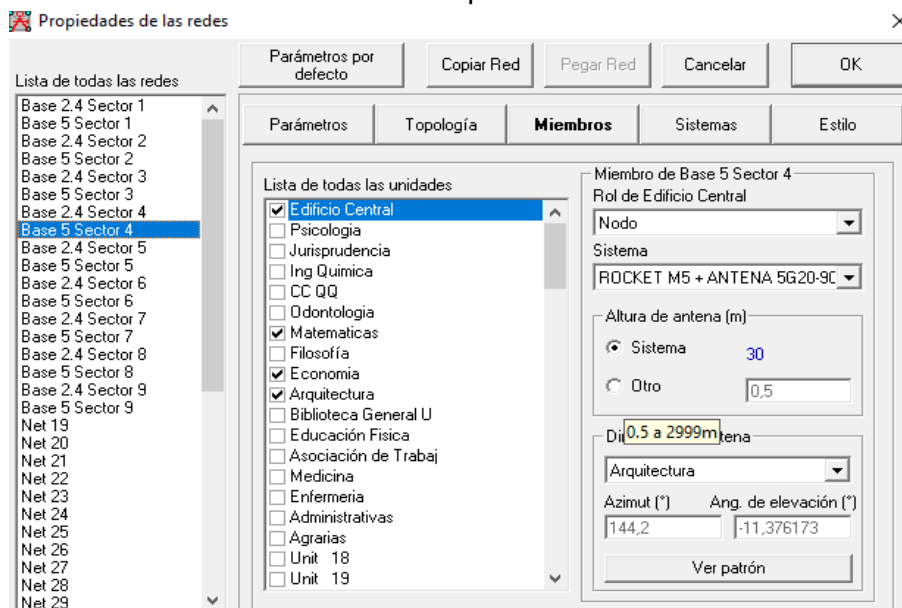 Propiedades de las redes
Lista de todas las redes
Parámetros por defecto
Copiar Red
Pegar Red
Cancelar
OK
Base 2.4 Sector 1
Base 5 Sector 1
Base 2.4 Sector 2
Base 5 Sector 2
Base 2.4 Sector 3
Base 5 Sector 3
Base 2.4 Sector 4
Base 5 Sector 4
Base 2.4 Sector 5
Base 5 Sector 5
Base 2.4 Sector 6
Base 5 Sector 6
Base 2.4 Sector 7
Base 5 Sector 7
Base 2.4 Sector 8
Base 5 Sector 8
Base 2.4 Sector 9
Base 5 Sector 9
Net 19
Net 20
Net 21
Net 22
Net 23
Net 24
Net 25
Net 26
Net 27
Net 28
Net 29
Parámetros
Topología
Miembros
Sistemas
Estilo
Lista de todas las unidades
Edificio Central
Psicologia
Jurisprudencia
Ing Quimica
CC QQ
Odontologia
Matematicas
Filosofía
Economia
Arquitectura
Biblioteca General U
Educación Fisica
Asociación de Trabaj
Medicina
Enfermeria
Administrativas
Agrarias
Unit 18
Unit 19
Miembro de Base 5 Sector 4
Rol de Edificio Central
Nodo
Sistema
ROCKET M5 + ANTENA 5G20-90
Altura de antena (m)
Sistema
30
Otro
0,5
0.5 a 2999m
Arquitectura
Azimut (°)
Ang. de elevación (°)
144,2
-11,376173
Ver patrón